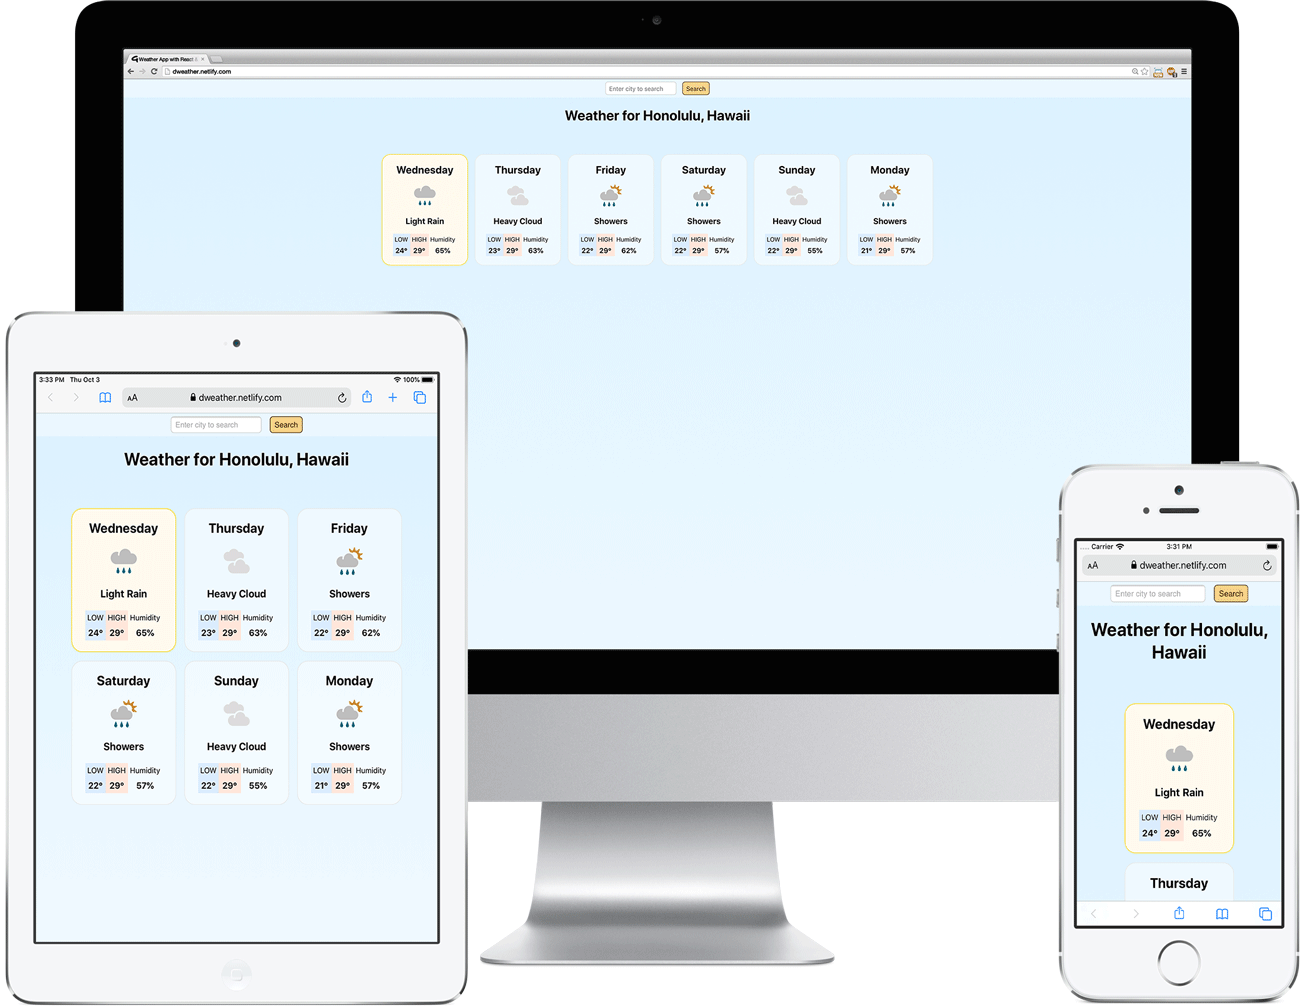 Weather App with React &
dweather.netlify.com
Enter city to search Search
Weather for Honolulu, Hawaii
Wednesday Thursday Friday Saturday Sunday Monday
Light Rain Heavy Cloud Showers Showers Heavy Cloud Showers
LOW HIGH Humidity LOW HIGH Humidity LOW HIGH Humidity LOW HIGH Humidity LOW HIGH Humidity LOW HIGH Humidity
24° 29° 65% 23° 29° 63% 22° 29° 62% 22° 29° 57% 22° 29° 55% 21° 29° 57%
3:33 PM Thu Oct 3 100%
AA dweather.netlify.com
Enter city to search Search
Weather for Honolulu, Hawaii
Wednesday Thursday Friday
Light Rain Heavy Cloud Showers
LOW HIGH Humidity LOW HIGH Humidity LOW HIGH Humidity
24° 29° 65% 23° 29° 63% 22° 29° 62%
Saturday Sunday Monday
Showers Heavy Cloud Showers
LOW HIGH Humidity LOW HIGH Humidity LOW HIGH Humidity
22° 29° 57% 22° 29° 55% 21° 29° 57%
Carrier 3:31 PM
AA dweather.netlify.com
Enter city to search Search
Weather for Honolulu,
Hawaii
Wednesday
Light Rain
LOW HIGH Humidity
24° 29° 65%
Thursday